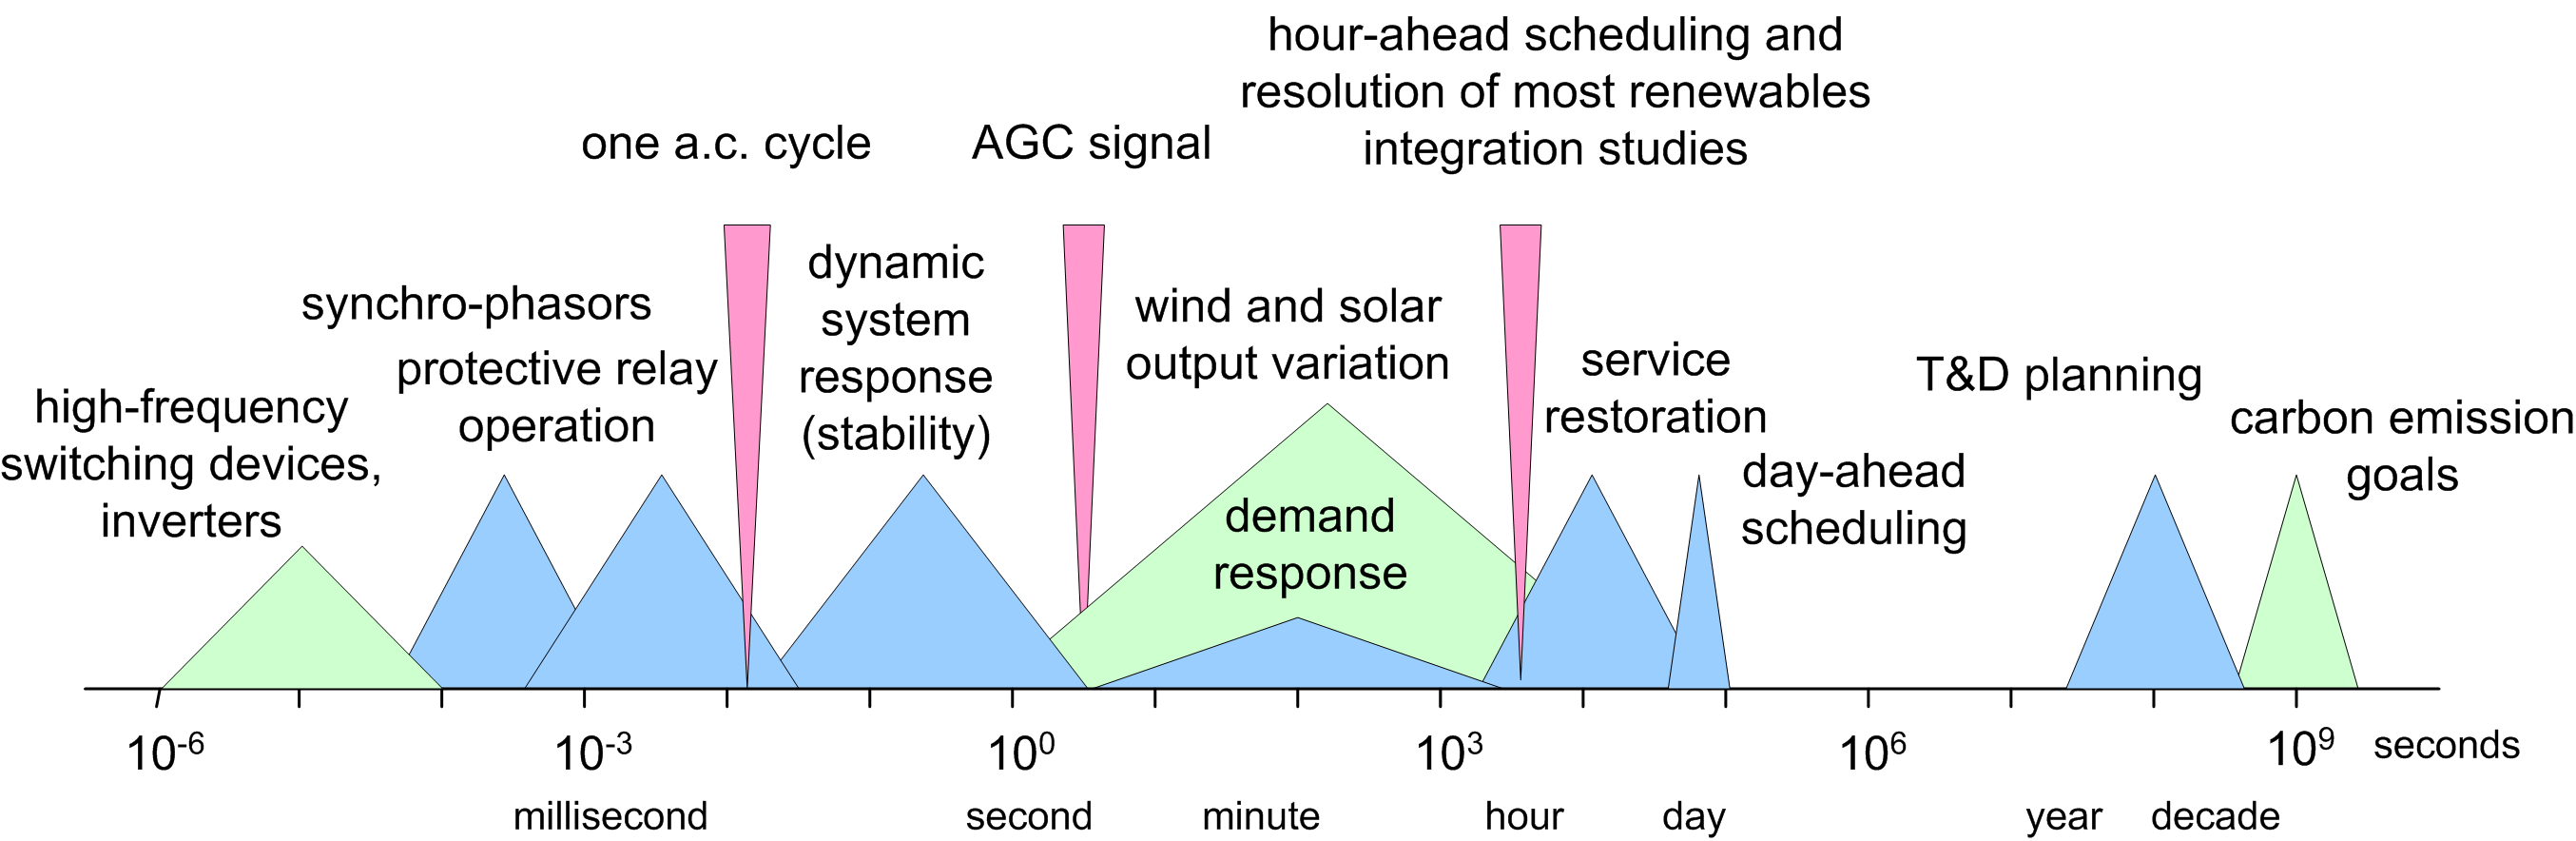 hour-ahead scheduling and
resolution of most renewables
integration studies
one a.c. cycle
AGC signal
dynamic
system
response
(stability)
synchro-phasors
protective relay
operation
wind and solar
output variation
service
restoration
T&D planning
high-frequency
switching devices,
inverters
carbon emission
goals
day-ahead
scheduling
demand
response
10⁻⁶
10⁻³
10⁰
10³
10⁶
10⁹
seconds
millisecond
second
minute
hour
day
year
decade